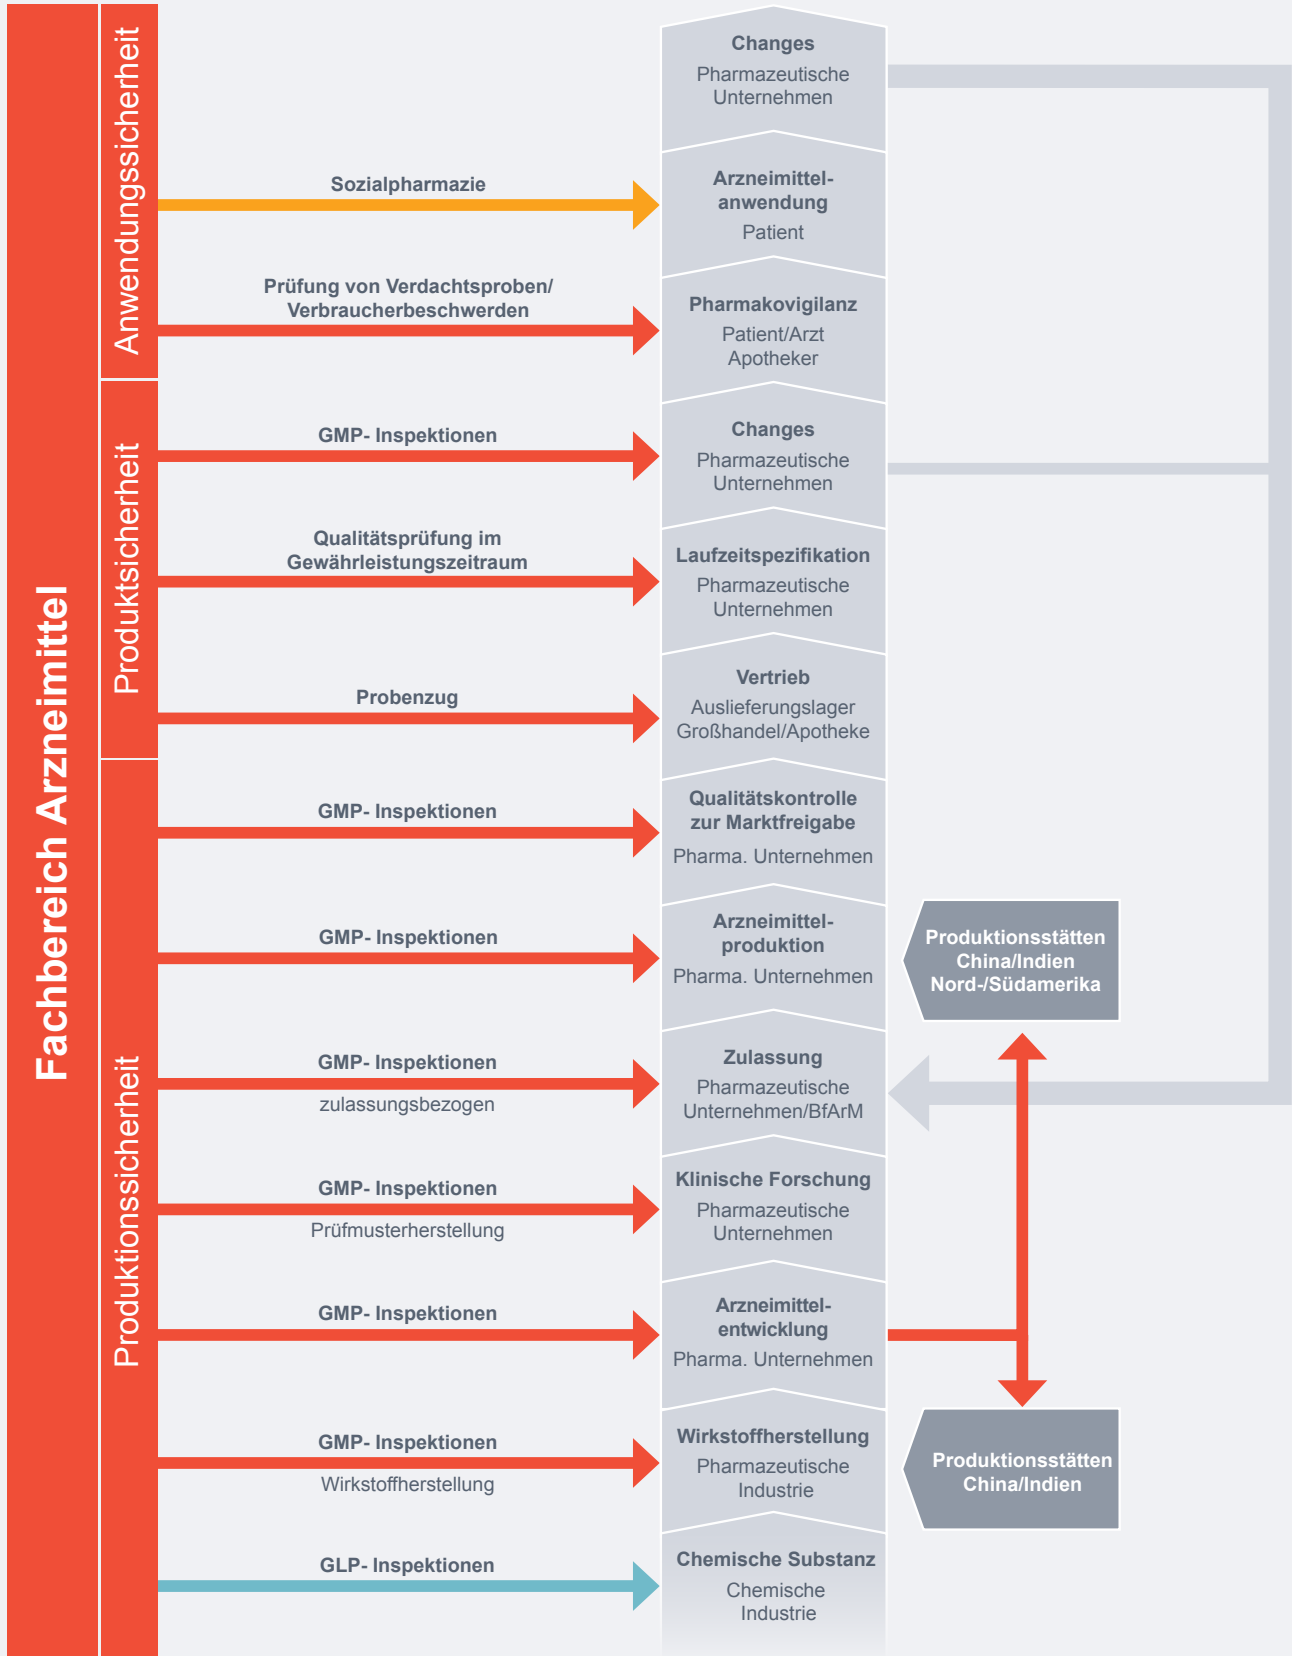 Fachbereich Arzneimittel
Anwendungssicherheit
Produktsicherheit
Produktionssicherheit
Changes
Pharmazeutische
Unternehmen
Sozialpharmazie
Arzneimittel-
anwendung
Patient
Prüfung von Verdachtsproben/
Verbraucherbeschwerden
Pharmakovigilanz
Patient/Arzt
Apotheker
GMP- Inspektionen
Changes
Pharmazeutische
Unternehmen
Qualitätsprüfung im
Gewährleistungszeitraum
Laufzeitspezifikation
Pharmazeutische
Unternehmen
Probenzug
Vertrieb
Auslieferungslager
Großhandel/Apotheke
GMP- Inspektionen
Qualitätskontrolle
zur Marktfreigabe
Pharma. Unternehmen
GMP- Inspektionen
Arzneimittel-
produktion
Pharma. Unternehmen
Produktionsstätten
China/Indien
Nord-/Südamerika
GMP- Inspektionen
zulassungsbezogen
Zulassung
Pharmazeutische
Unternehmen/BfArM
GMP- Inspektionen
Prüfmusterherstellung
Klinische Forschung
Pharmazeutische
Unternehmen
GMP- Inspektionen
Arzneimittel-
entwicklung
Pharma. Unternehmen
GMP- Inspektionen
Wirkstoffherstellung
Wirkstoffherstellung
Pharmazeutische
Industrie
Produktionsstätten
China/Indien
GLP- Inspektionen
Chemische Substanz
Chemische
Industrie